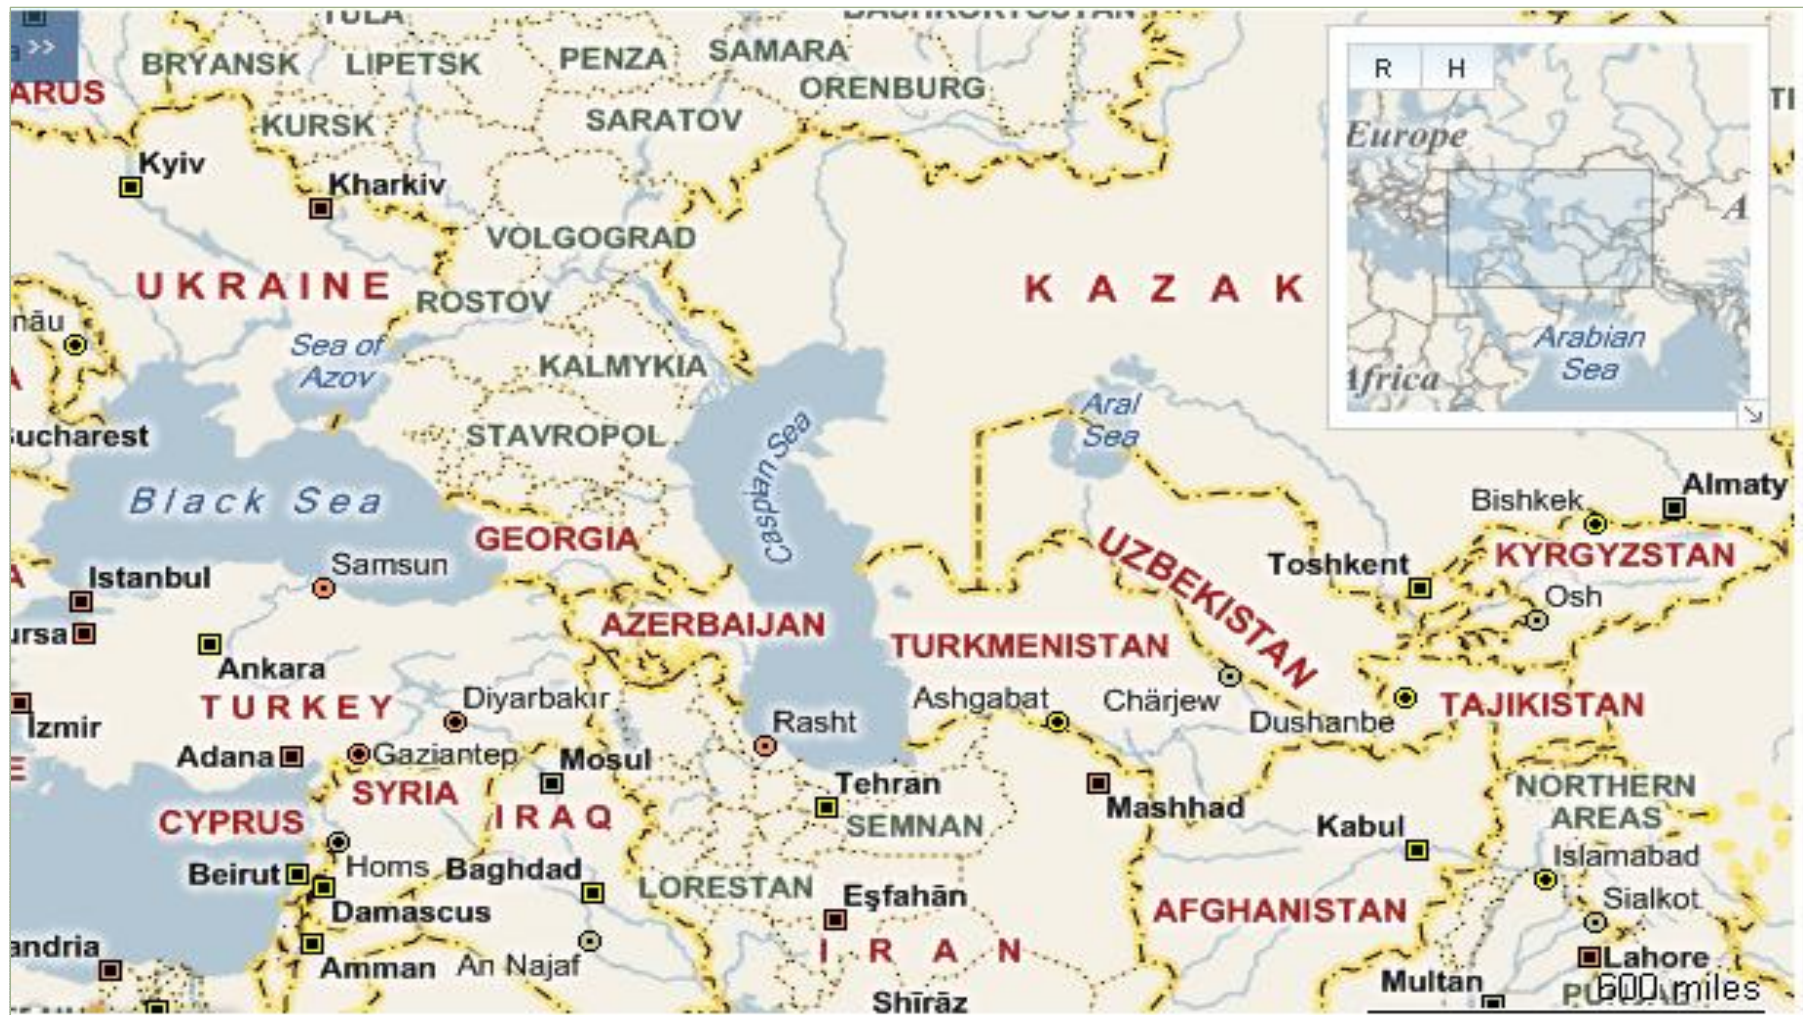 TULA
BASHKORTOSTAN
>>
BRYANSK
LIPETSK
PENZA
SAMARA
ORENBURG
R H
ARUS
KURSK
SARATOV
Europe
Kyiv
Kharkiv
VOLGOGRAD
A
UKRAINE
ROSTOV
KAZAK
nău
Sea of
Azov
KALMYKIA
Arabian
Sea
Africa
Aral
Sea
ucharest
STAVROPOL
Caspian Sea
Black Sea
Almaty
Bishkek
GEORGIA
UZBEKISTAN
KYRGYZSTAN
Istanbul
Samsun
Toshkent
Osh
ursa
AZERBAIJAN
TURKMENISTAN
Ankara
TURKEY
Diyarbakır
Ashgabat
Chärjew
Dushanbe
TAJIKISTAN
Izmir
Rasht
Adana
Gaziantep
Mosul
Tehran
SYRIA
NORTHERN
AREAS
CYPRUS
IRAQ
SEMNAN
Mashhad
Kabul
Islamabad
Beirut
Homs
Baghdad
LORESTAN
Eşfahān
Sialkot
Damascus
AFGHANISTAN
andria
Amman
An Najaf
IRAN
Lahore
Multan
Shīrāz
600 miles